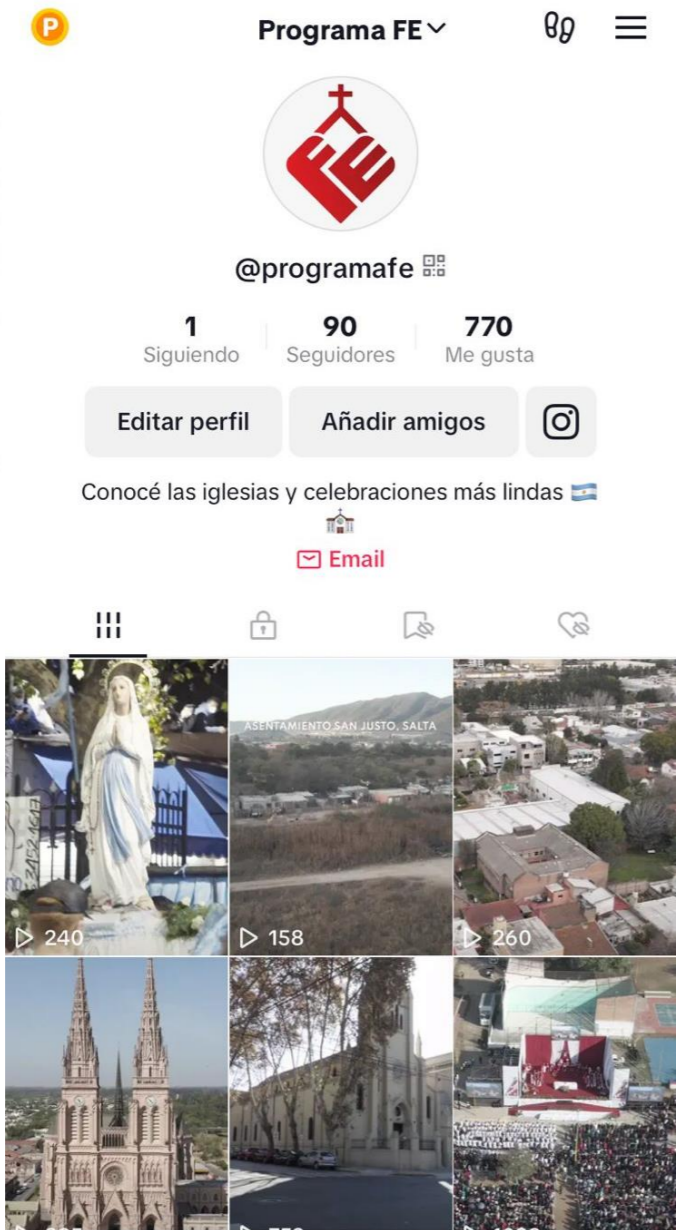 P
Programa FE
FE
@programafe
1 90 770
Siguiendo Seguidores Me gusta
Editar perfil Añadir amigos
Conocé las iglesias y celebraciones más lindas 🇦🇷
⛪
Email
ASENTAMIENTO SAN JUSTO, SALTA
240 158 260